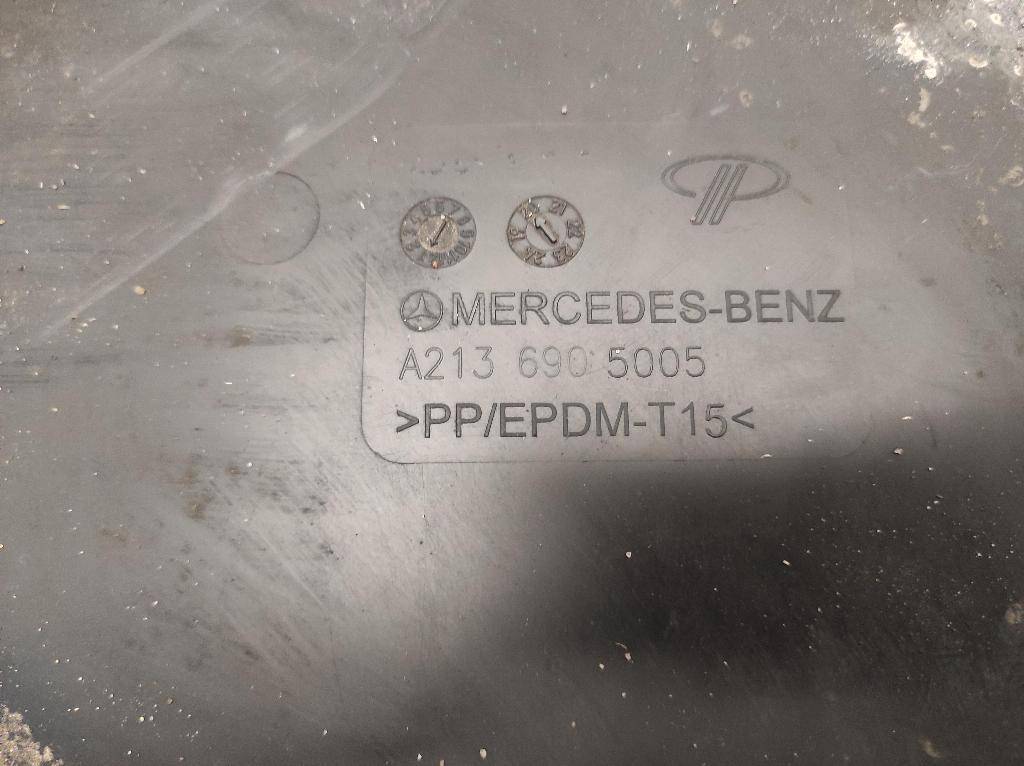 MERCEDES-BENZ
A213 690 5005
>PP/EPDM-T15<